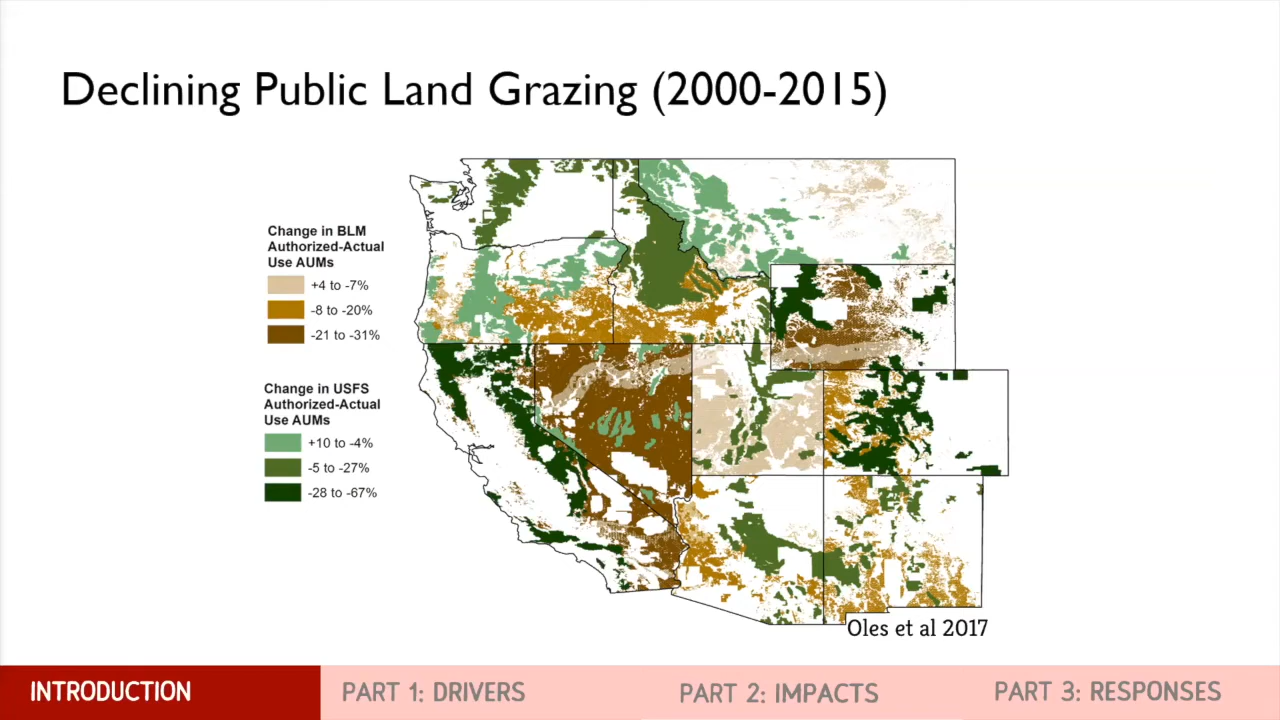 Declining Public Land Grazing (2000-2015)
Change in BLM
Authorized-Actual
Use AUMs
+4 to -7%
-8 to -20%
-21 to -31%
Change in USFS
Authorized-Actual
Use AUMs
+10 to -4%
-5 to -27%
-28 to -67%
Oles et al 2017
INTRODUCTION
PART 1: DRIVERS
PART 2: IMPACTS
PART 3: RESPONSES